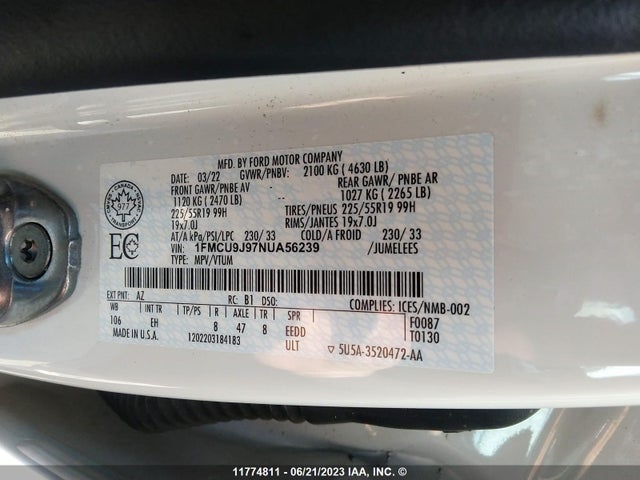 MFD. BY FORD MOTOR COMPANY
DATE: 03/22 GVWR/PNBV: 2100 KG ( 4630 LB)
FRONT GAWR/PNBE AV REAR GAWR/ PNBE AR
1120 KG ( 2470 LB) 1027 KG ( 2265 LB)
225/55R19 99H TIRES/PNEUS 225/55R19 99H
19x7.0J RIMS/JANTES 19x7.0J
AT/A kPa/PSI/LPC 230/ 33 COLD/A FROID 230/ 33
VIN: 1FMCU9J97NUA56239 /JUMELEES
TYPE: MPV/VTUM
CANADA
977
TRANSPORT
EC
EXT PNT: AZ RC: B1 DSO: COMPLIES: ICES/NMB-002
WB INT TR TP/PS R AXLE TR SPR F0087
106 EH 8 47 8 EEDD T0130
MADE IN U.S.A. 1202203184183 ULT ▽ 5U5A-3520472-AA
11774811 - 06/21/2023 IAA, INC. ©